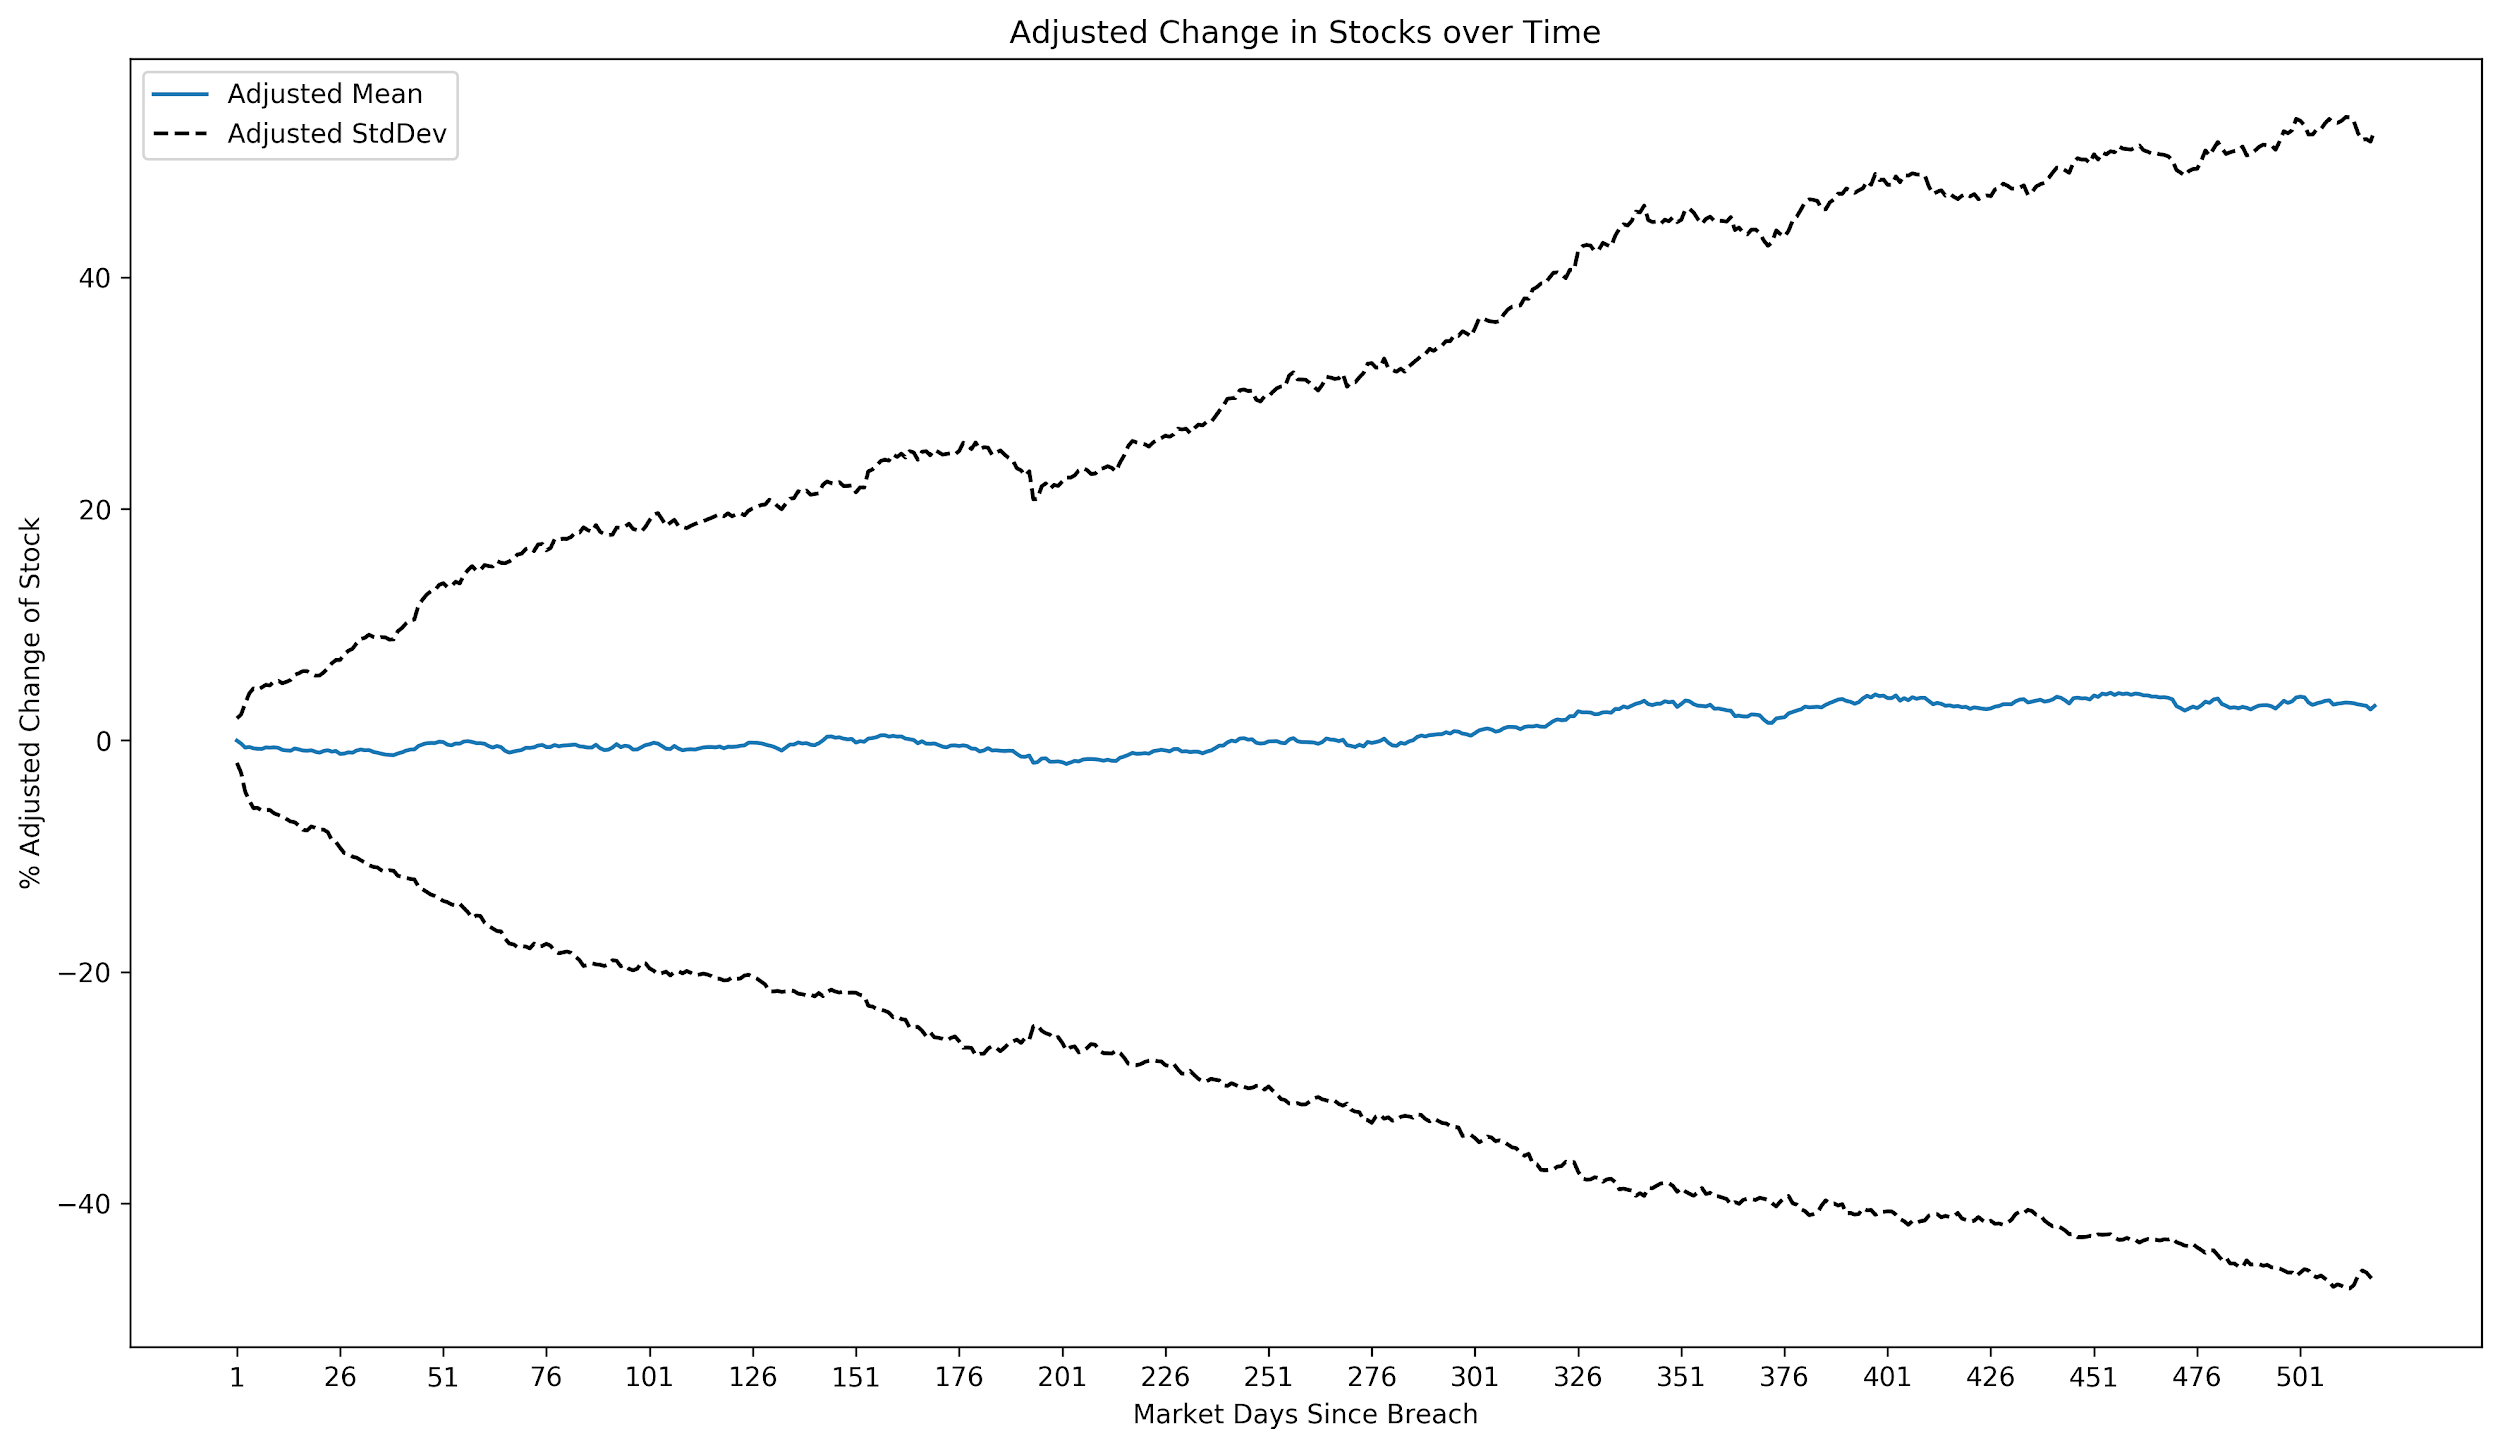 Adjusted Change in Stocks over Time
Adjusted Mean
Adjusted StdDev
% Adjusted Change of Stock
40
20
0
−20
−40
1 26 51 76 101 126 151 176 201 226 251 276 301 326 351 376 401 426 451 476 501
Market Days Since Breach